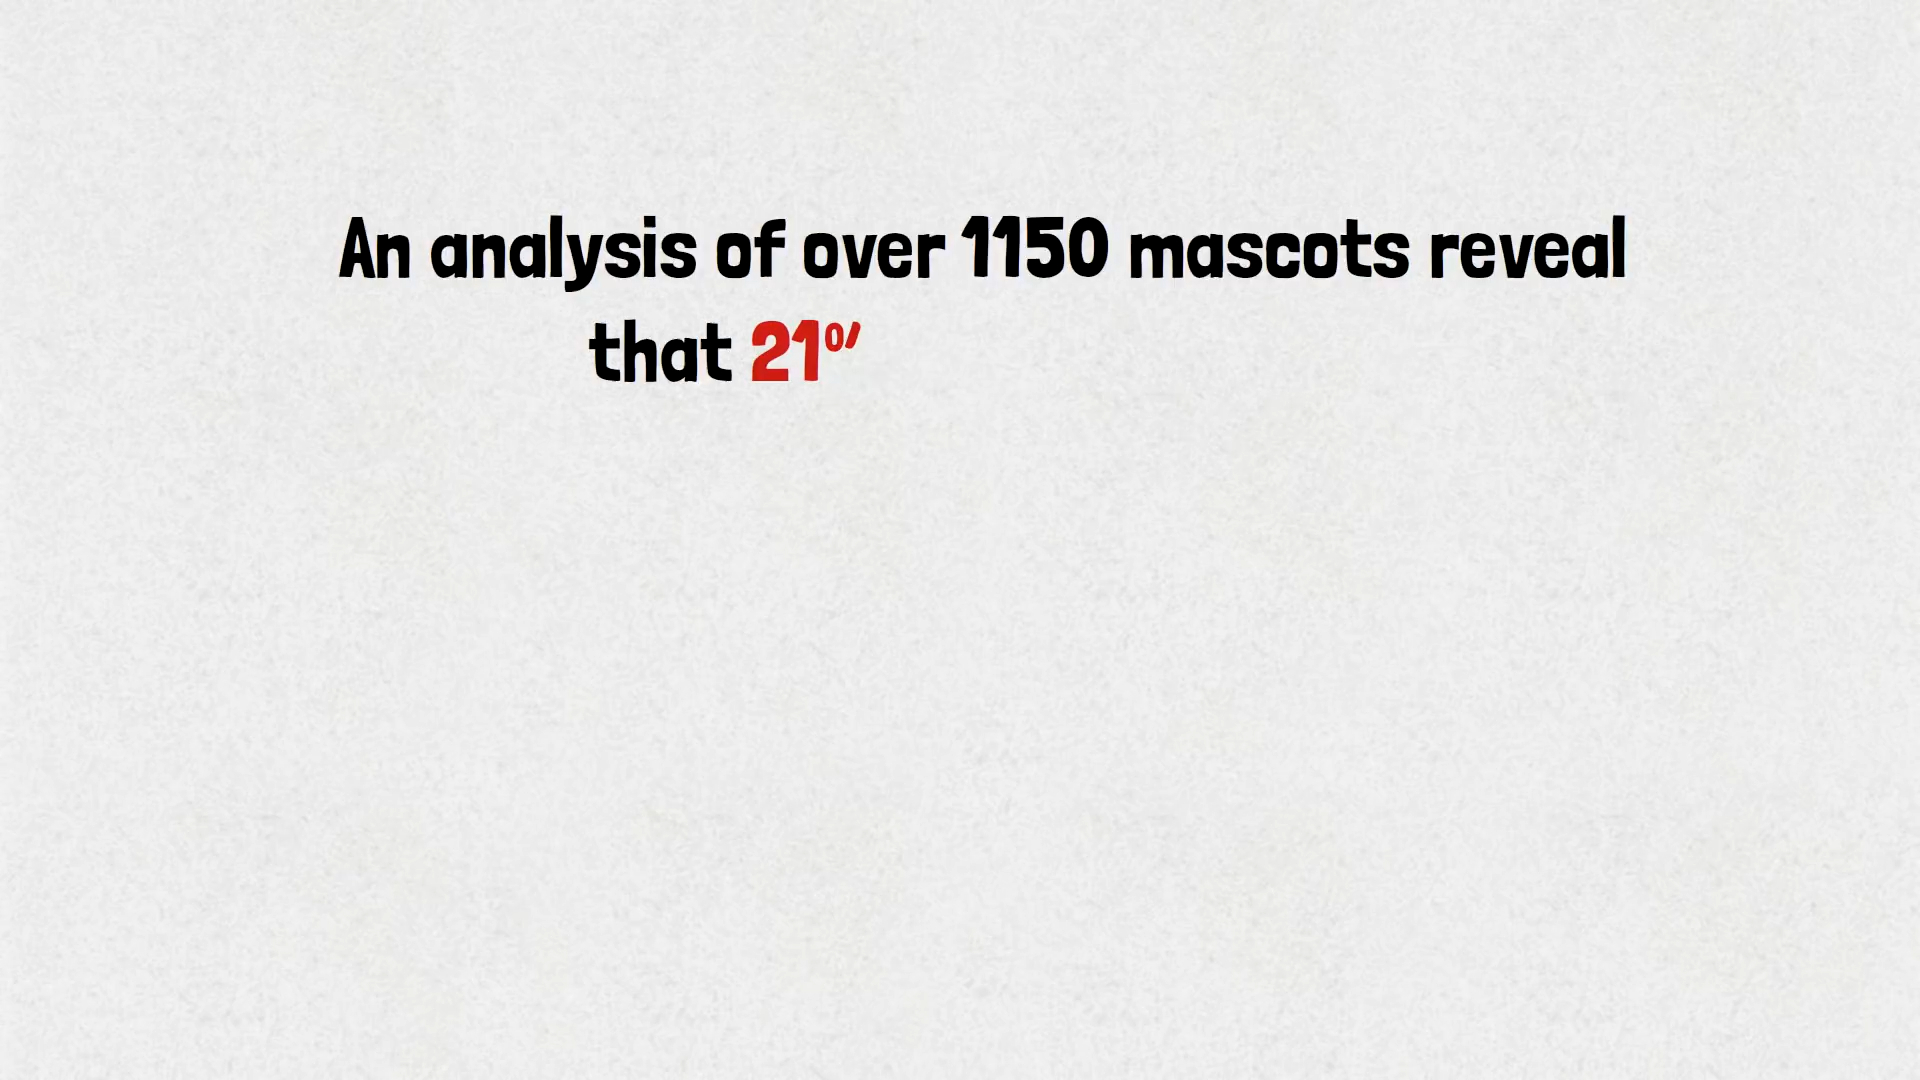 An analysis of over 1150 mascots reveal
that 21